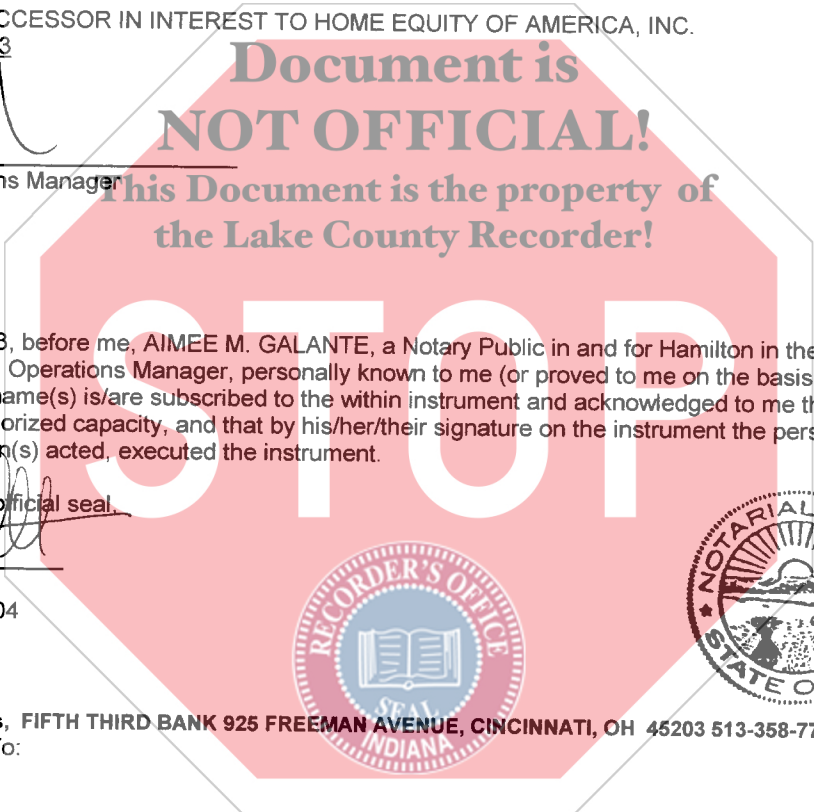 CCESSOR IN INTEREST TO HOME EQUITY OF AMERICA, INC.
3
Document is
NOT OFFICIAL!
ns Manager
This Document is the property of
the Lake County Recorder!
STOP
3, before me, AIMEE M. GALANTE, a Notary Public in and for Hamilton in the
Operations Manager, personally known to me (or proved to me on the basis
name(s) is/are subscribed to the within instrument and acknowledged to me th
orized capacity, and that by his/her/their signature on the instrument the pers
n(s) acted, executed the instrument.
official seal.
NOTARIAL
STATE O
RECORDER'S OFFICE
SEAL
INDIANA
04
s, FIFTH THIRD BANK 925 FREEMAN AVENUE, CINCINNATI, OH 45203 513-358-77
To: